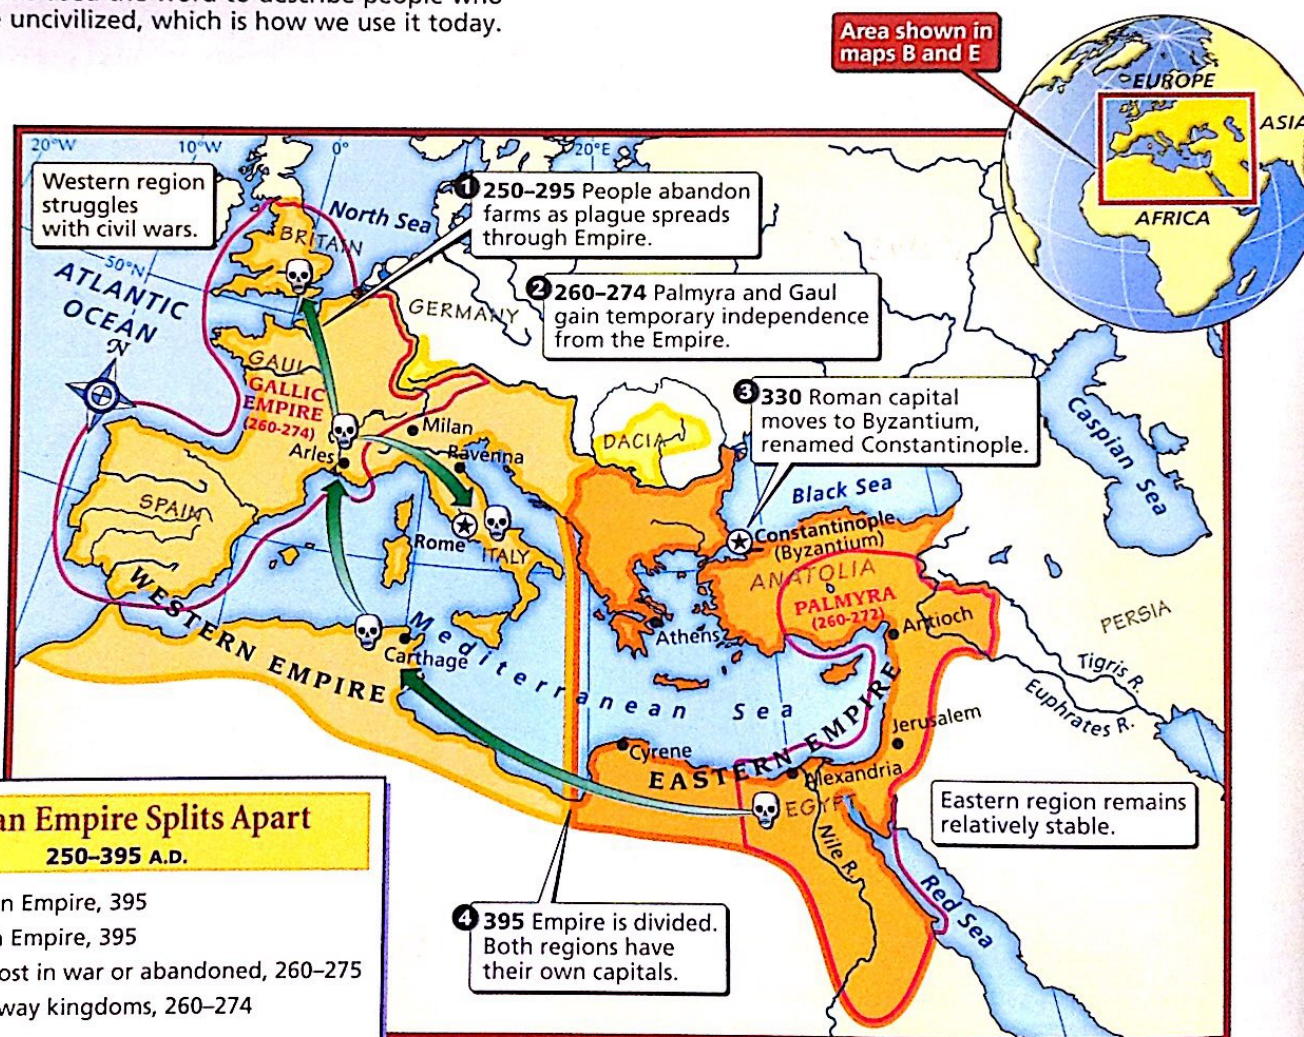 uncivilized, which is how we use it today.
Area shown in
maps B and E
EUROPE
ASIA
AFRICA
20°W
10°W
0°
20°E
50°N
Western region
struggles
with civil wars.
1 250–295 People abandon
farms as plague spreads
through Empire.
2 260–274 Palmyra and Gaul
gain temporary independence
from the Empire.
3 330 Roman capital
moves to Byzantium,
renamed Constantinople.
North Sea
BRITAIN
ATLANTIC
OCEAN
N
GERMANY
GAUL
GALLIC
EMPIRE
(260-274)
Milan
Arles
Ravenna
DACIA
Caspian Sea
Black Sea
SPAIN
Rome
ITALY
Constantinople
(Byzantium)
ANATOLIA
PALMYRA
(260-272)
PERSIA
Antioch
Athens
WESTERN EMPIRE
Carthage
Mediterranean Sea
Tigris R.
Euphrates R.
Jerusalem
Cyrene
EASTERN EMPIRE
Alexandria
EGYPT
Nile R.
Red Sea
Eastern region remains
relatively stable.
4 395 Empire is divided.
Both regions have
their own capitals.
an Empire Splits Apart
250–395 A.D.
n Empire, 395
Empire, 395
ost in war or abandoned, 260–275
way kingdoms, 260–274